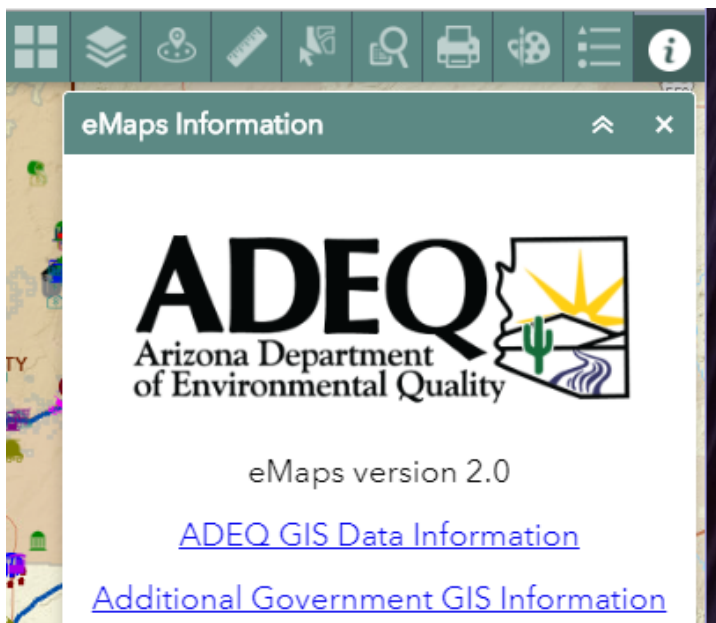 eMaps Information
ADEQ
Arizona Department
of Environmental Quality
eMaps version 2.0
ADEQ GIS Data Information
Additional Government GIS Information
TY